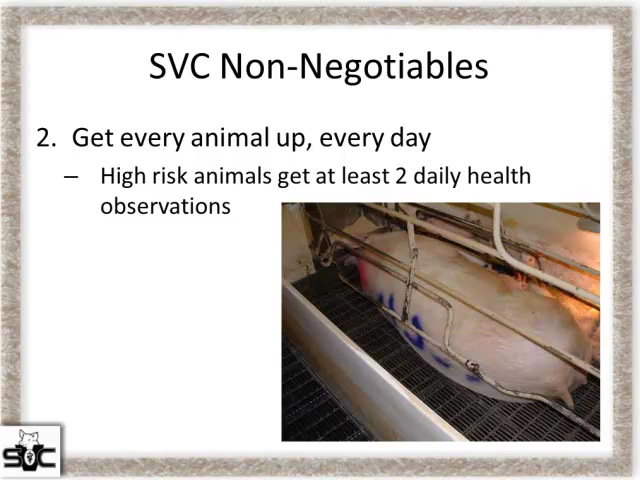 SVC Non-Negotiables
2. Get every animal up, every day
– High risk animals get at least 2 daily health
observations
SVC